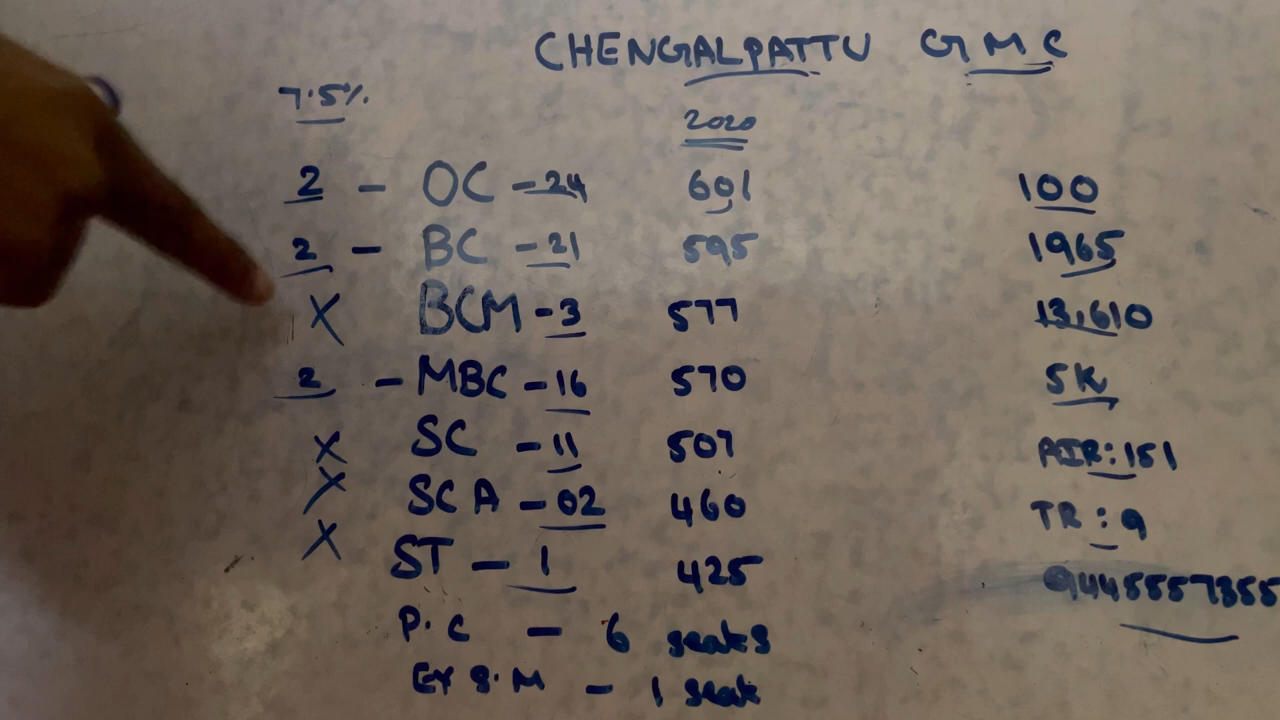 CHENGALPATTU GMC
7.5%
2020
2 - OC - 24 601 100
2 - BC - 21 595 1965
X BCM - 3 577 13,610
2 - MBC - 16 570 5K
X SC - 11 507 AIR: 151
X SCA - 02 460 TR: 9
X ST - 1 425 9445557355
P.C - 6 seats
EX S.M - 1 seat